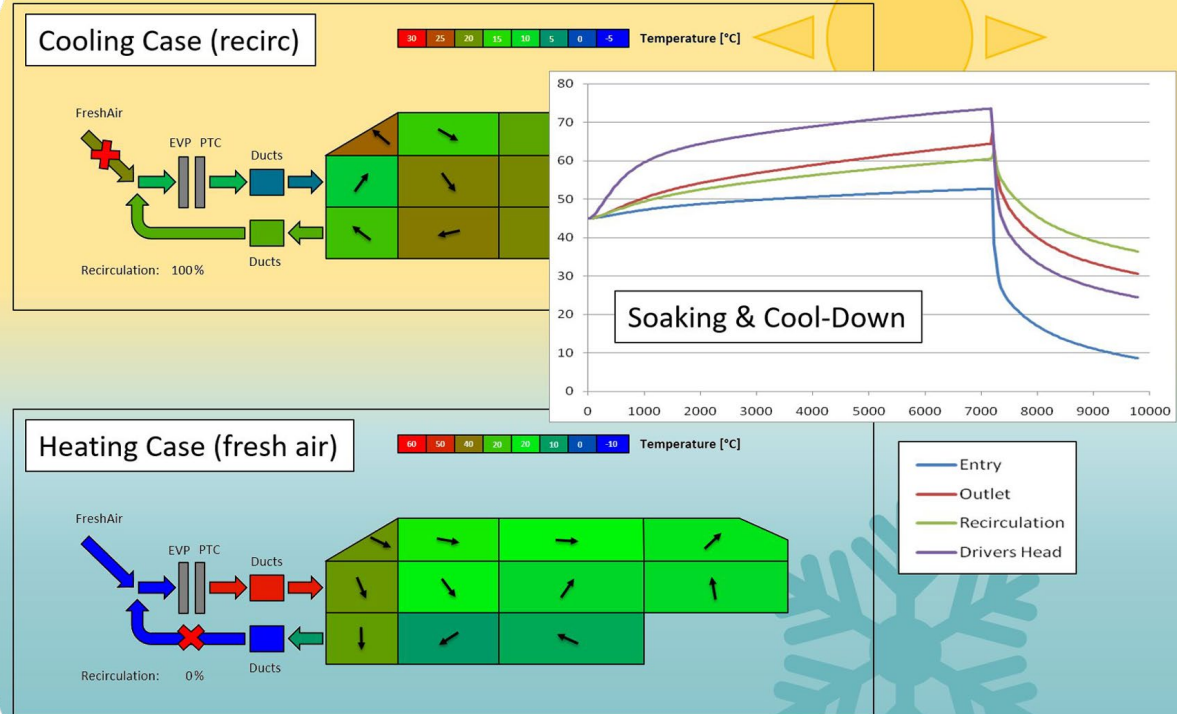 Cooling Case (recirc)
30 25 20 15 10 5 0 -5 Temperature [°C]
FreshAir
EVP PTC
Ducts
Ducts
Recirculation: 100%
80
70
60
50
40
30
20
10
0
0 1000 2000 3000 4000 5000 6000 7000 8000 9000 10000
Soaking & Cool-Down
Heating Case (fresh air)
60 50 40 20 20 10 0 -10 Temperature [°C]
Entry
Outlet
Recirculation
Drivers Head
FreshAir
EVP PTC
Ducts
Ducts
Recirculation: 0%